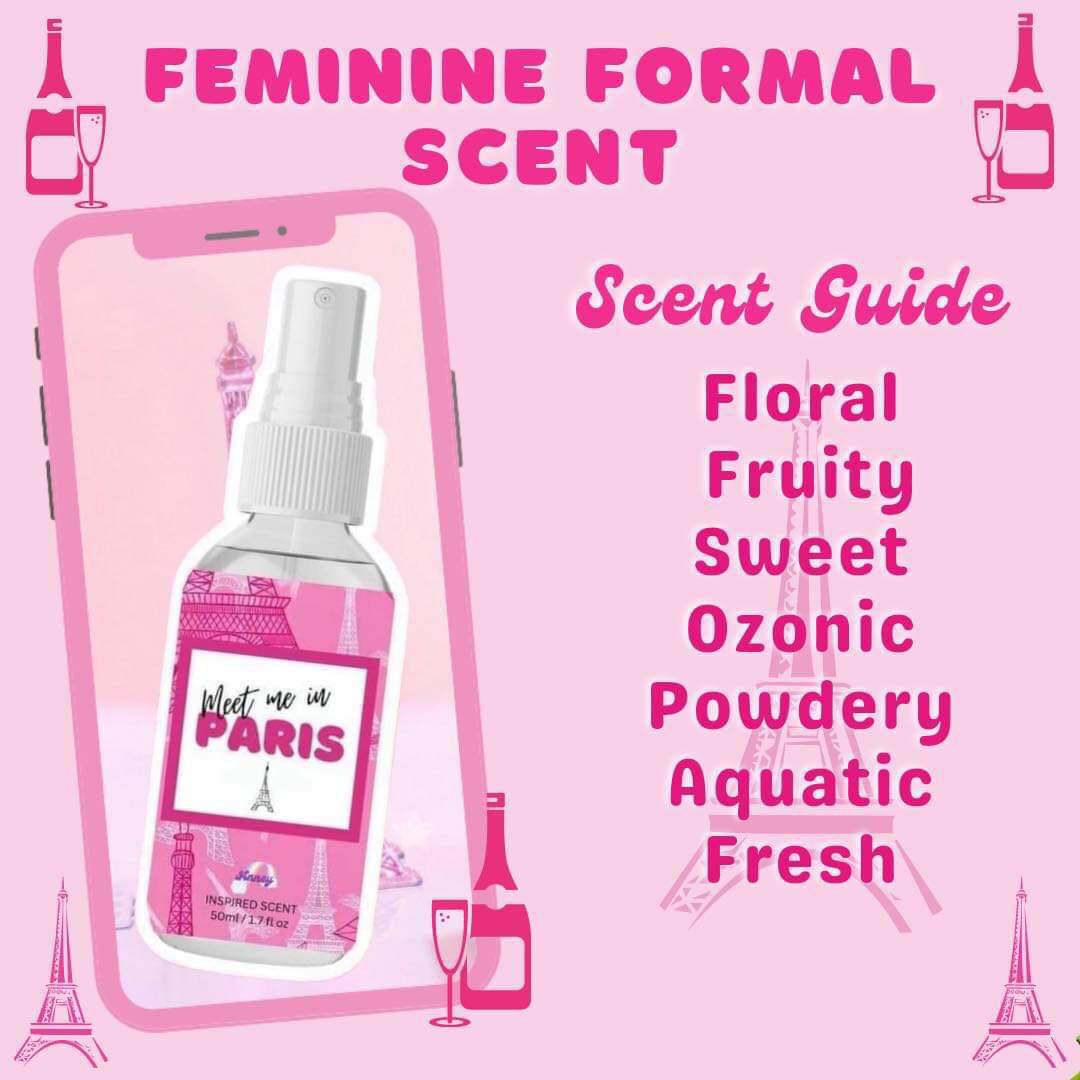 FEMININE FORMAL
SCENT
Scent Guide
Floral
Fruity
Sweet
Ozonic
Powdery
Aquatic
Fresh
Meet me in
PARIS
INSPIRED SCENT
50ml / 1.7 fl oz